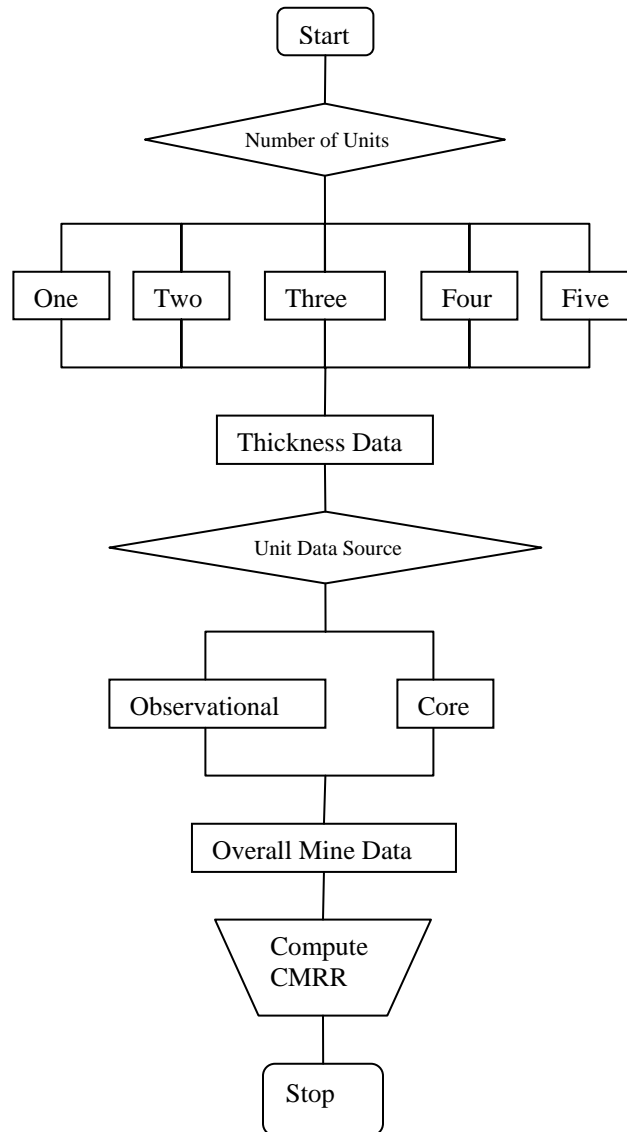 Start
Number of Units
One
Two
Three
Four
Five
Thickness Data
Unit Data Source
Observational
Core
Overall Mine Data
Compute
CMRR
Stop